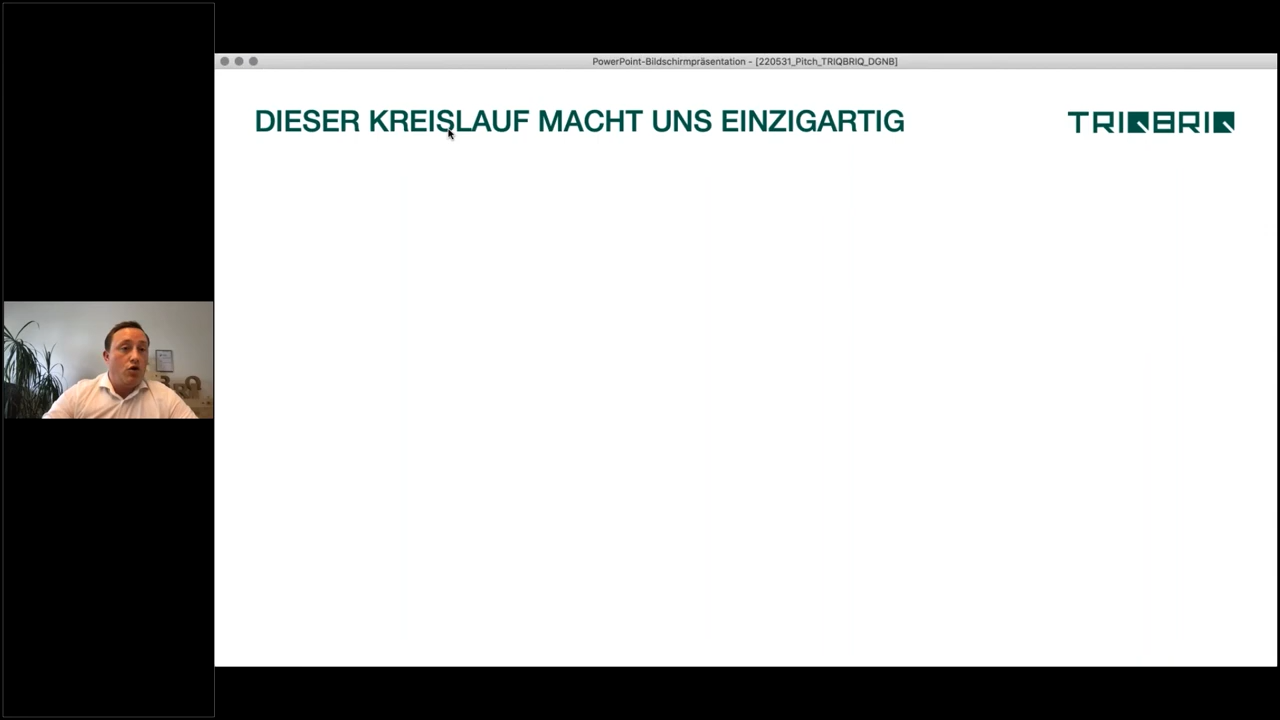 PowerPoint-Bildschirmpräsentation - [220531_Pitch_TRIQBRIQ_DGNB]
DIESER KREISLAUF MACHT UNS EINZIGARTIG
TRIQBRIQ